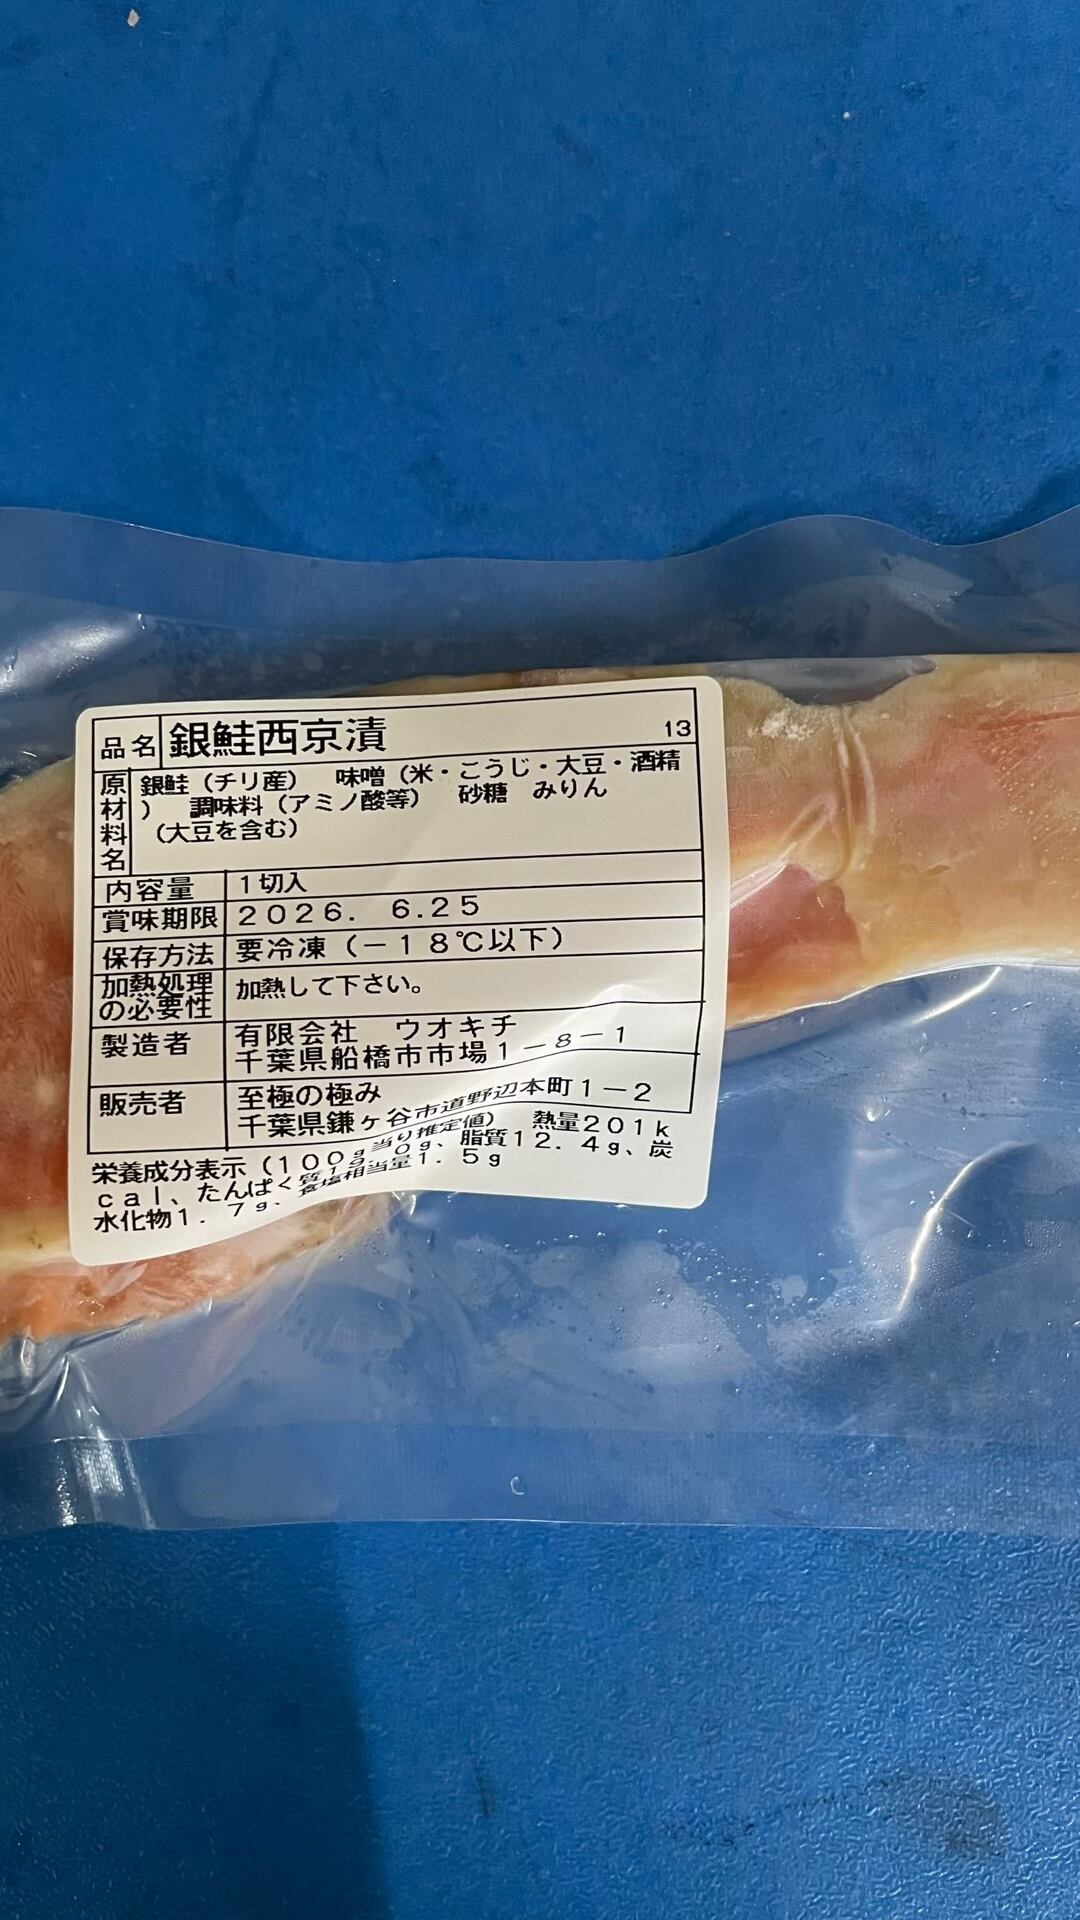 品名 銀鮭西京漬 13
原材料名 銀鮭（チリ産） 味噌（米・こうじ・大豆・酒精
） 調味料（アミノ酸等） 砂糖 みりん
（大豆を含む）
内容量 1切入
賞味期限 2026. 6.25
保存方法 要冷凍（－18℃以下）
加熱処理
の必要性 加熱して下さい。
製造者 有限会社 ウオキチ
千葉県船橋市市場1－8－1
販売者 至極の極み
千葉県鎌ヶ谷市道野辺本町1－2
栄養成分表示（100g当り推定値） 熱量201k
cal、たんぱく質19.0g、脂質12.4g、炭
水化物1.7g、食塩相当量1.5g